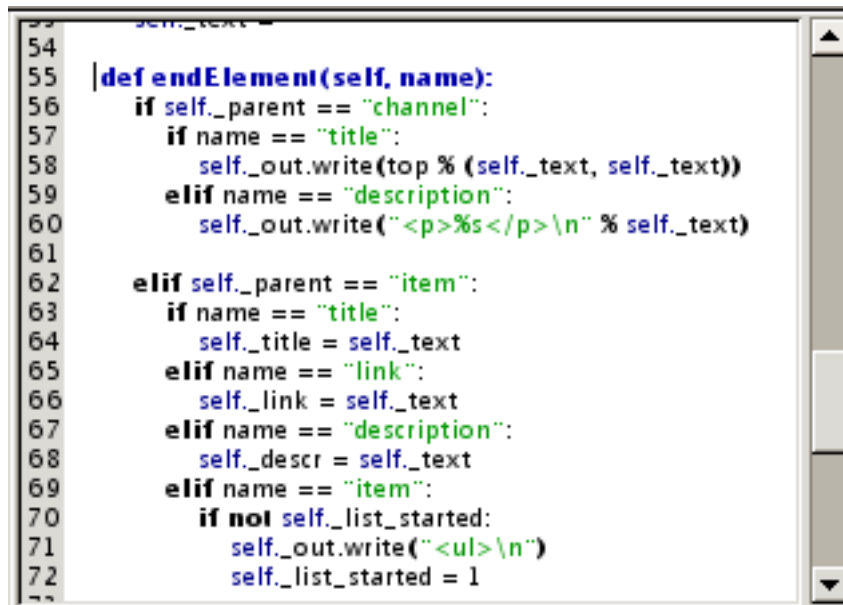 54
55 def endElement(self, name):
56 if self._parent == "channel":
57 if name == "title":
58 self._out.write(top % (self._text, self._text))
59 elif name == "description":
60 self._out.write("<p>%s</p>\n" % self._text)
61
62 elif self._parent == "item":
63 if name == "title":
64 self._title = self._text
65 elif name == "link":
66 self._link = self._text
67 elif name == "description":
68 self._descr = self._text
69 elif name == "item":
70 if not self._list_started:
71 self._out.write("<ul>\n")
72 self._list_started = 1